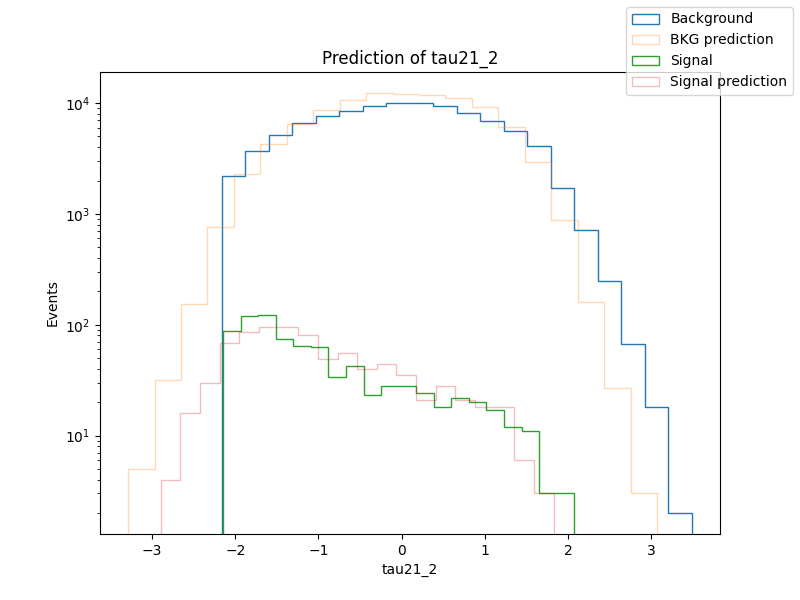 Prediction of tau21_2
Background
BKG prediction
Signal
Signal prediction
Events
10^4
10^3
10^2
10^1
−3 −2 −1 0 1 2 3
tau21_2